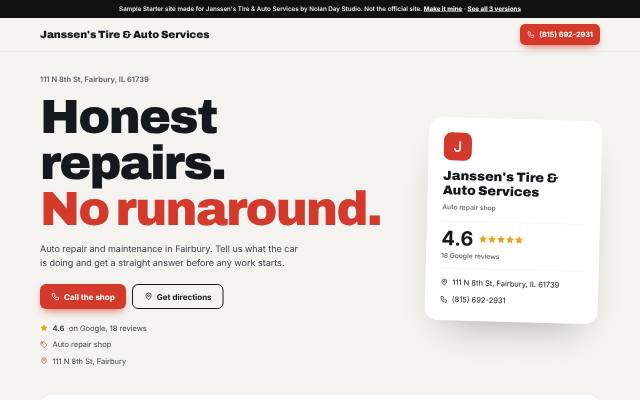 Sample Starter site made for Janssen's Tire & Auto Services by Nolan Day Studio. Not the official site. Make it mine · See all 3 versions
Janssen's Tire & Auto Services
(815) 692-2931
111 N 8th St, Fairbury, IL 61739
Honest
repairs.
No runaround.
Auto repair and maintenance in Fairbury. Tell us what the car
is doing and get a straight answer before any work starts.
Call the shop
Get directions
4.6 on Google, 18 reviews
Auto repair shop
111 N 8th St, Fairbury
J
Janssen's Tire &
Auto Services
Auto repair shop
4.6
18 Google reviews
111 N 8th St, Fairbury, IL 61739
(815) 692-2931